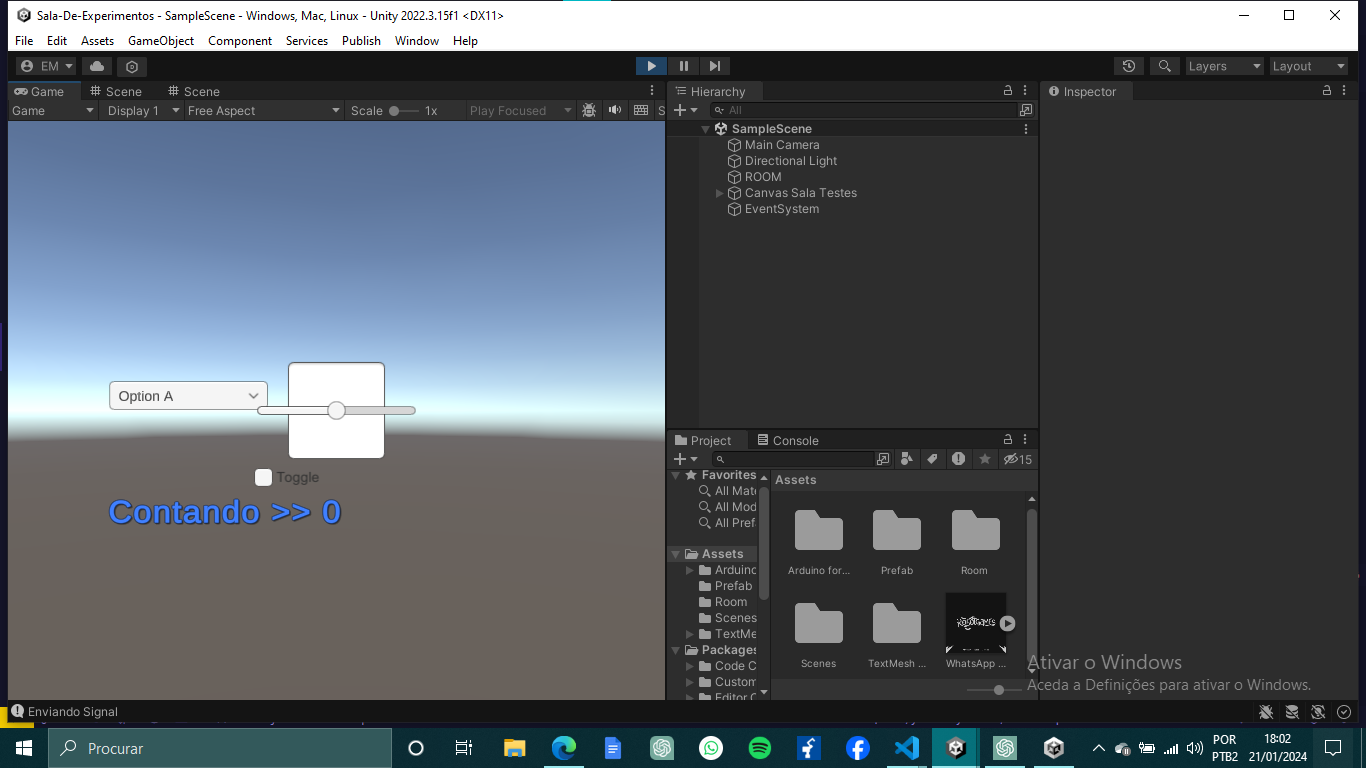 Sala-De-Experimentos - SampleScene - Windows, Mac, Linux - Unity 2022.3.15f1 <DX11>
File Edit Assets GameObject Component Services Publish Window Help
EM Layers Layout
Game Scene Scene
Game Display 1 Free Aspect Scale 1x Play Focused S
Option A
Toggle
Contando >> 0
Hierarchy
All
SampleScene
Main Camera
Directional Light
ROOM
Canvas Sala Testes
EventSystem
Inspector
Project Console
15
Favorites
All Mate
All Mod
All Pref
Assets
Arduino
Prefab
Room
Scenes
TextMe
Packages
Code C
Custom
Editor C
Assets
Arduino for... Prefab Room
Scenes TextMesh ... WhatsApp ...
Ativar o Windows
Aceda a Definições para ativar o Windows.
Enviando Signal
Procurar
POR
PTB2
18:02
21/01/2024